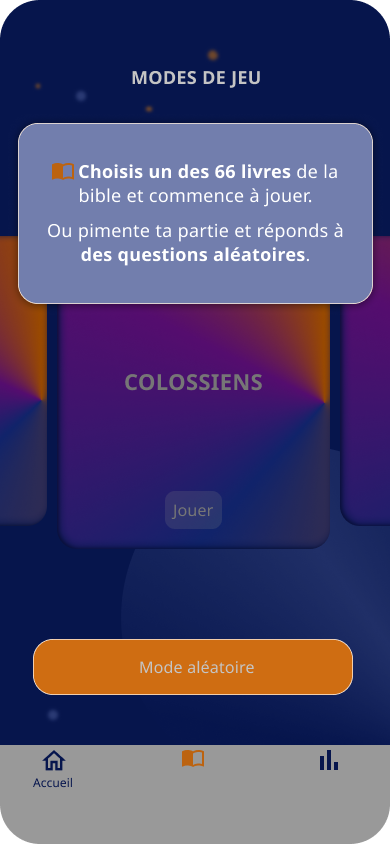 MODES DE JEU
Choisis un des 66 livres de la
bible et commence à jouer.
Ou pimente ta partie et réponds à
des questions aléatoires.
COLOSSIENS
Jouer
Mode aléatoire
Accueil